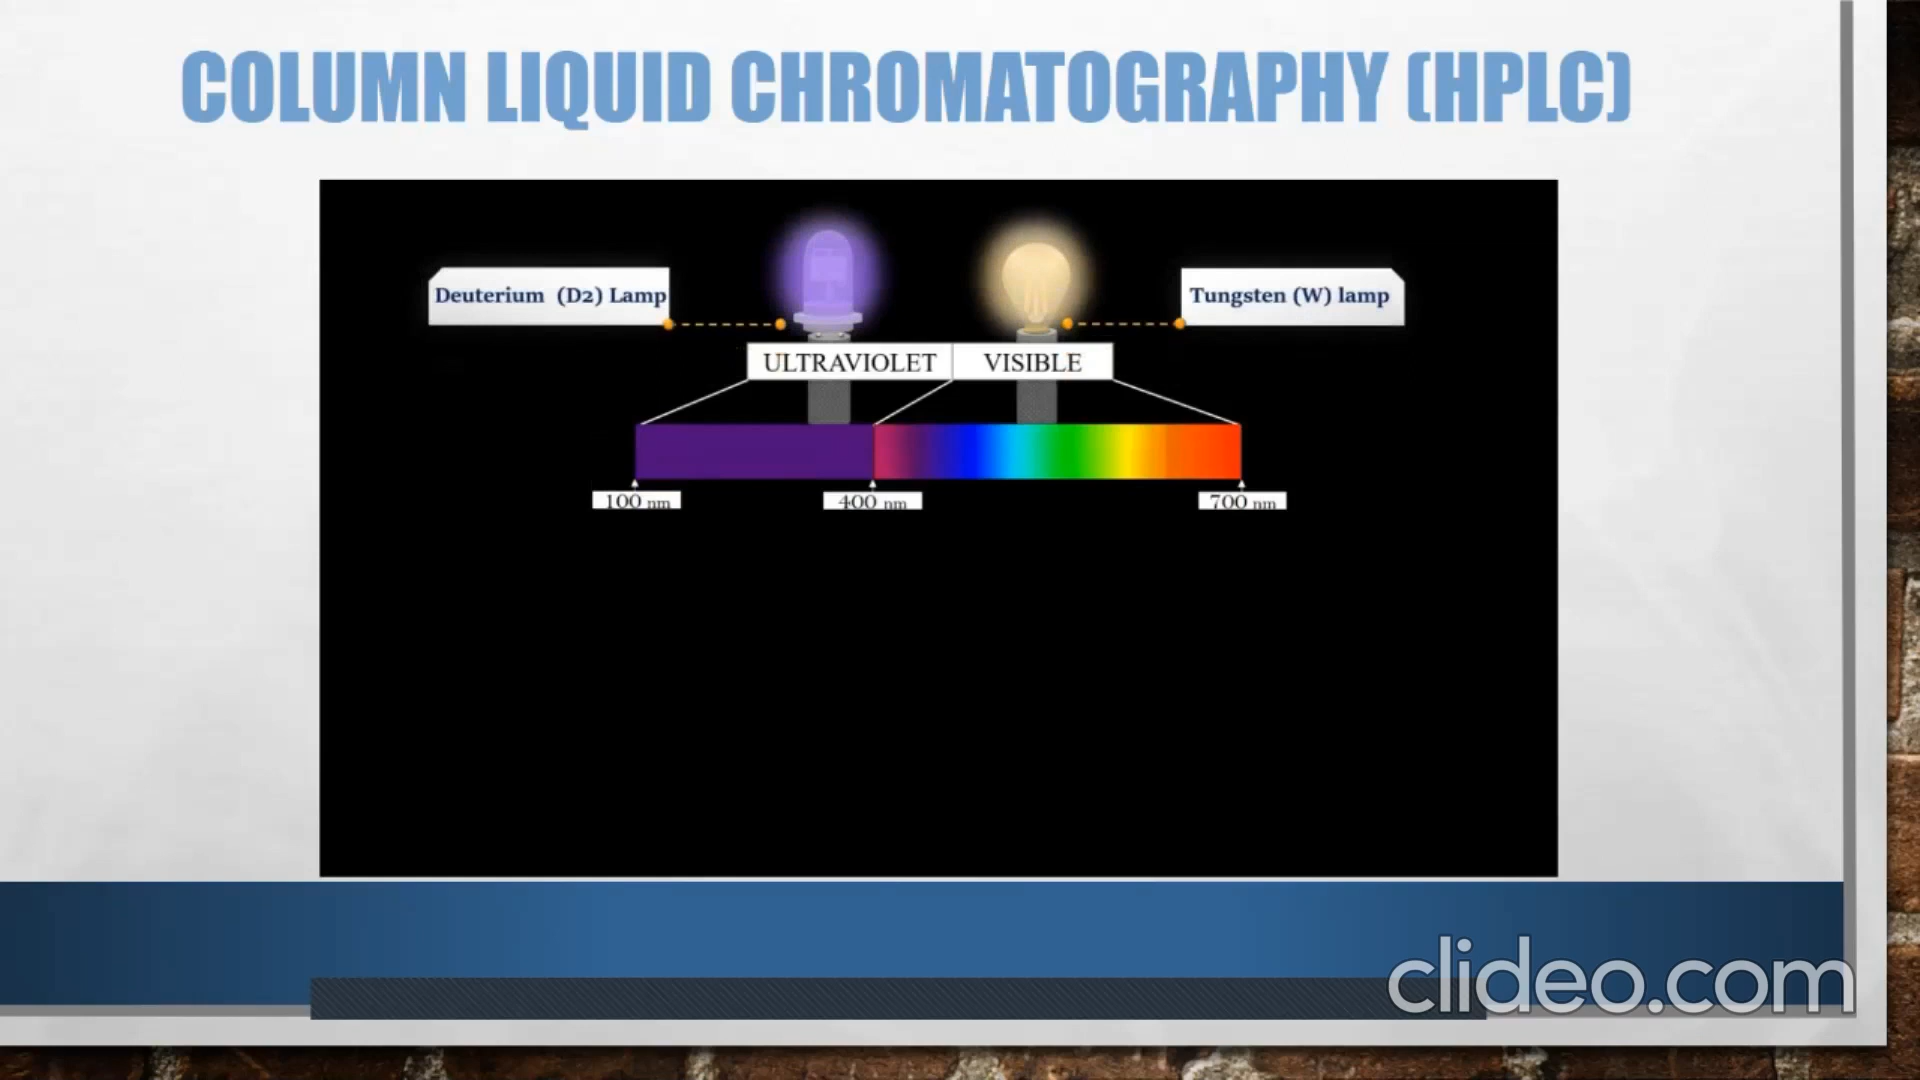 COLUMN LIQUID CHROMATOGRAPHY (HPLC)
Deuterium (D2) Lamp
Tungsten (W) lamp
ULTRAVIOLET VISIBLE
100 nm 400 nm 700 nm
clideo.com